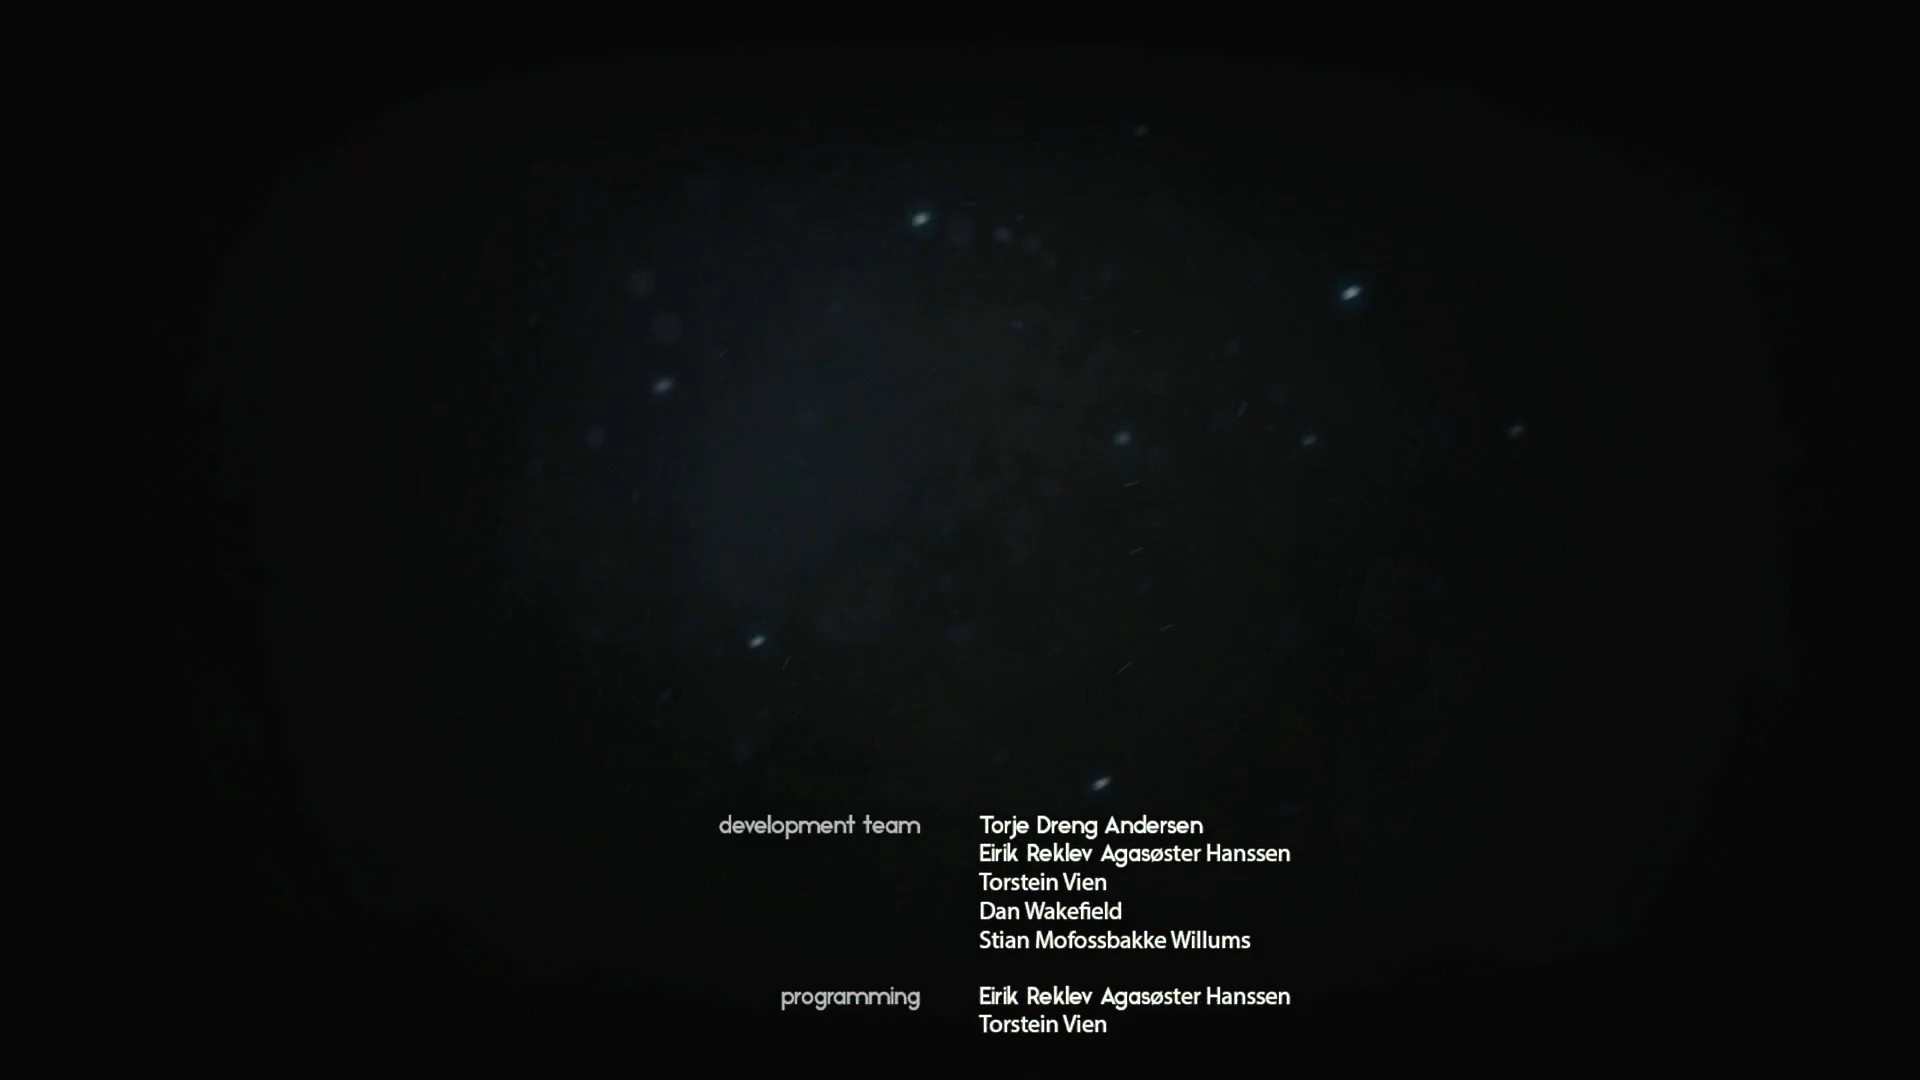 development team Torje Dreng Andersen
Eirik Reklev Agasøster Hanssen
Torstein Vien
Dan Wakefield
Stian Mofossbakke Willums
programming Eirik Reklev Agasøster Hanssen
Torstein Vien